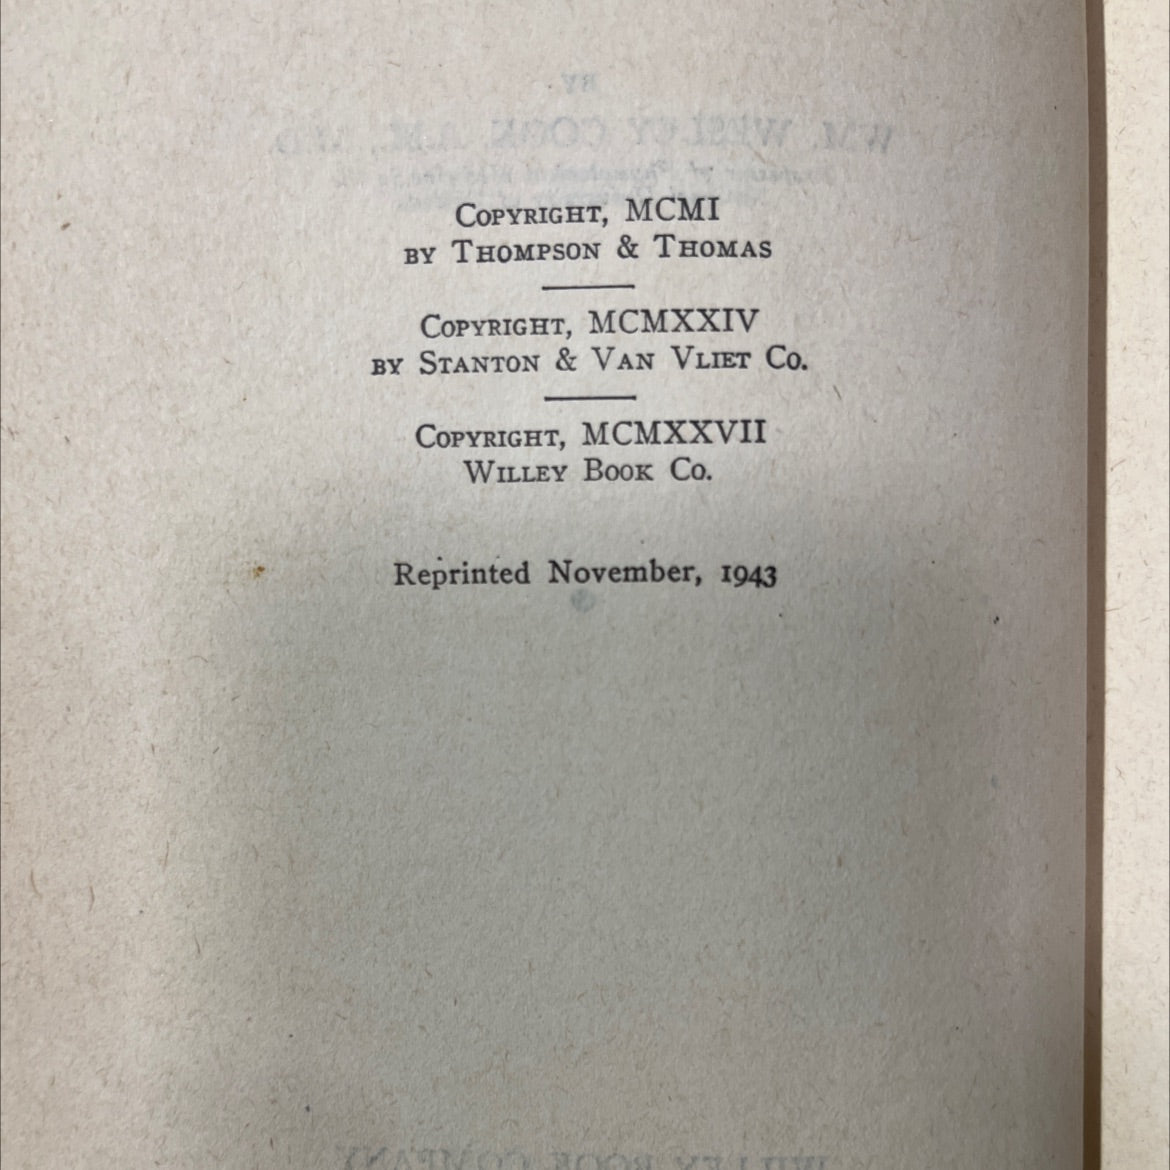 COPYRIGHT, MCMI
BY THOMPSON & THOMAS
COPYRIGHT, MCMXXIV
BY STANTON & VAN VLIET CO.
COPYRIGHT, MCMXXVII
WILLEY BOOK CO.
Reprinted November, 1943